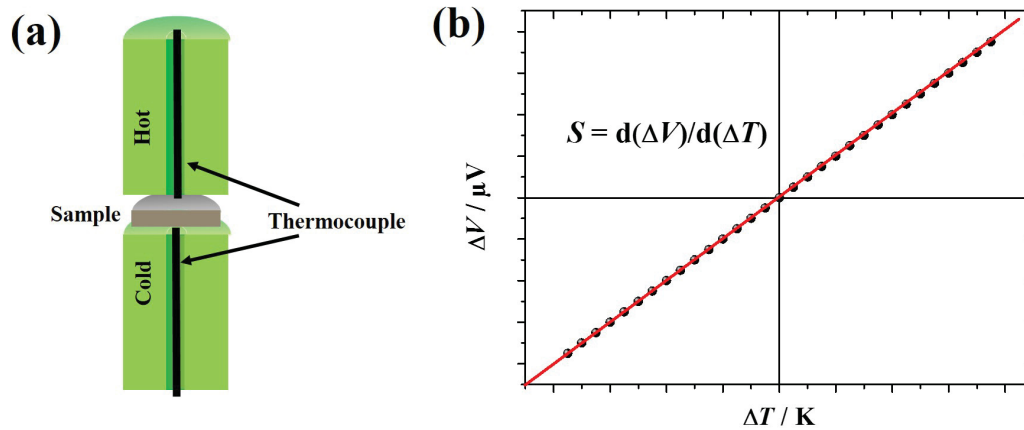 (a)
Hot
Sample
Thermocouple
Cold
(b)
S = d(ΔV)/d(ΔT)
ΔV / μV
ΔT / K